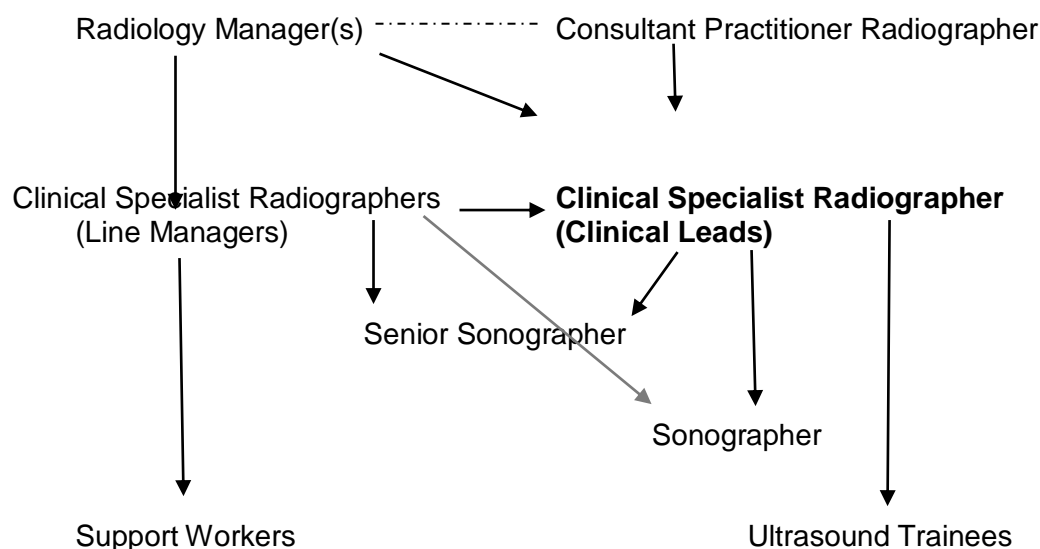 Radiology Manager(s)
Consultant Practitioner Radiographer
Clinical Specialist Radiographers
(Line Managers)
Clinical Specialist Radiographer
(Clinical Leads)
Senior Sonographer
Sonographer
Support Workers
Ultrasound Trainees